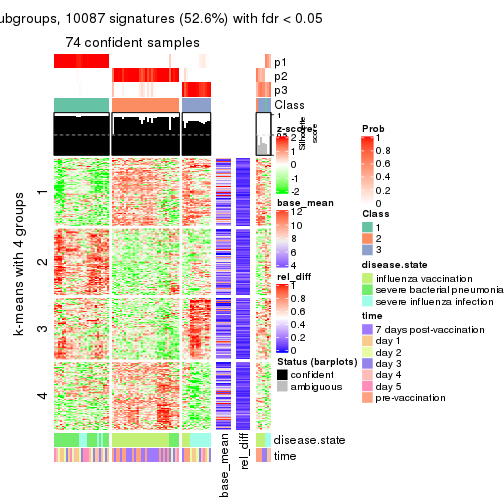 ubgroups, 10087 signatures (52.6%) with fdr < 0.05
74 confident samples
p1
p2
p3
Class
1
Silhouette
score
k-means with 4 groups
1
2
3
4
disease.state
time
base_mean
rel_diff
z-score
2
1
0
-1
-2
base_mean
12
10
8
6
4
rel_diff
1
0.8
0.6
0.4
0.2
0
Status (barplots)
confident
ambiguous
Prob
1
0.8
0.6
0.4
0.2
0
Class
1
2
3
disease.state
influenza vaccination
severe bacterial pneumonia
severe influenza infection
time
7 days post-vaccination
day 1
day 2
day 3
day 4
day 5
pre-vaccination